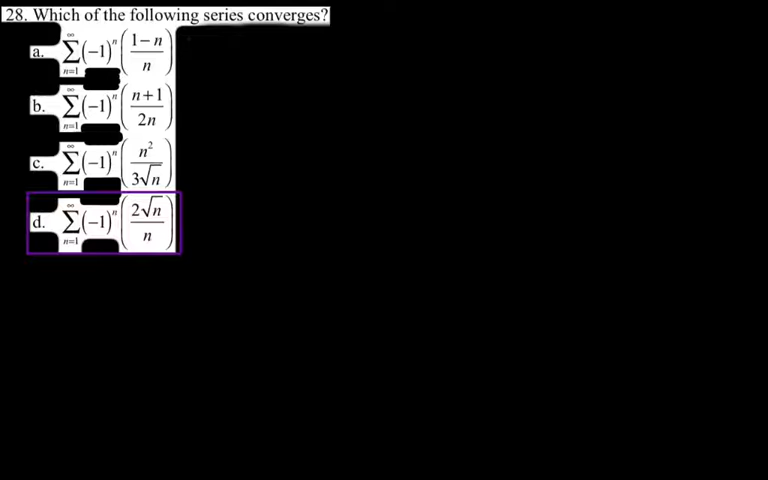 28. Which of the following series converges?
a. ∞∑n=1 (−1)ⁿ ((1−n)/n)
b. ∞∑n=1 (−1)ⁿ ((n+1)/2n)
c. ∞∑n=1 (−1)ⁿ (n²/3√n)
d. ∞∑n=1 (−1)ⁿ (2√n/n)